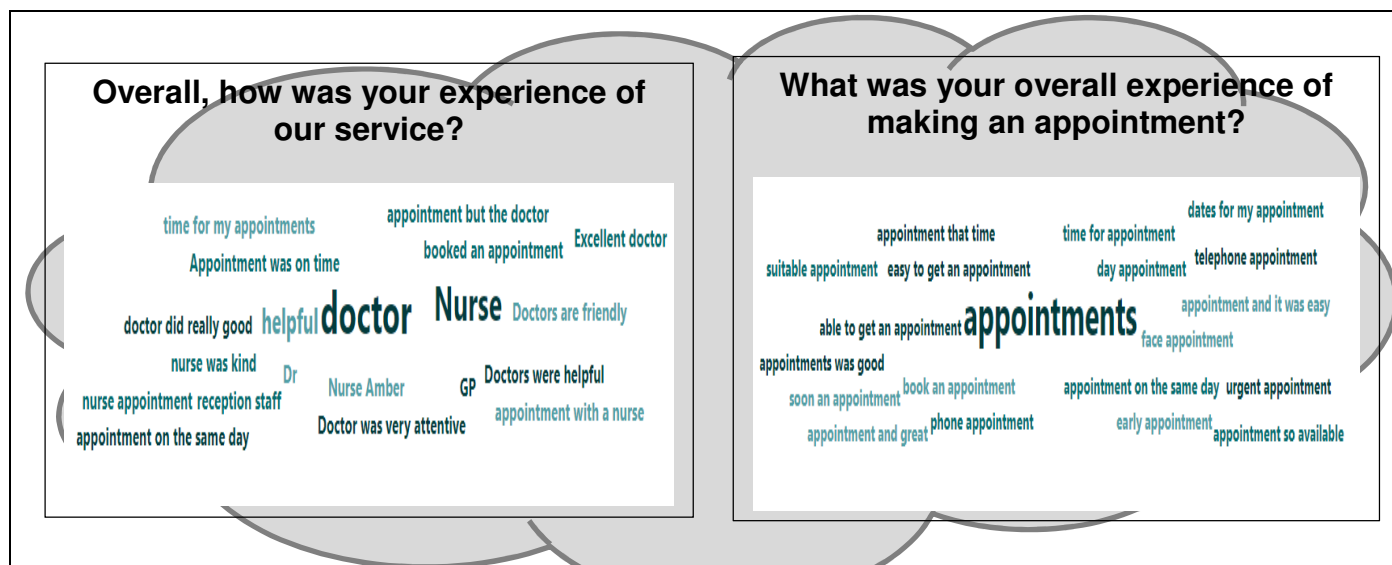 Overall, how was your experience of
our service?
time for my appointments
appointment but the doctor
booked an appointment
Excellent doctor
Appointment was on time
doctor did really good
helpful
doctor
Nurse
Doctors are friendly
nurse was kind
Dr
Nurse Amber
GP
Doctors were helpful
nurse appointment
reception staff
Doctor was very attentive
appointment with a nurse
appointment on the same day
What was your overall experience of
making an appointment?
dates for my appointment
appointment that time
time for appointment
suitable appointment
easy to get an appointment
day appointment
telephone appointment
able to get an appointment
appointments
appointment and it was easy
face appointment
appointments was good
soon an appointment
book an appointment
appointment on the same day
urgent appointment
appointment and great
phone appointment
early appointment
appointment so available